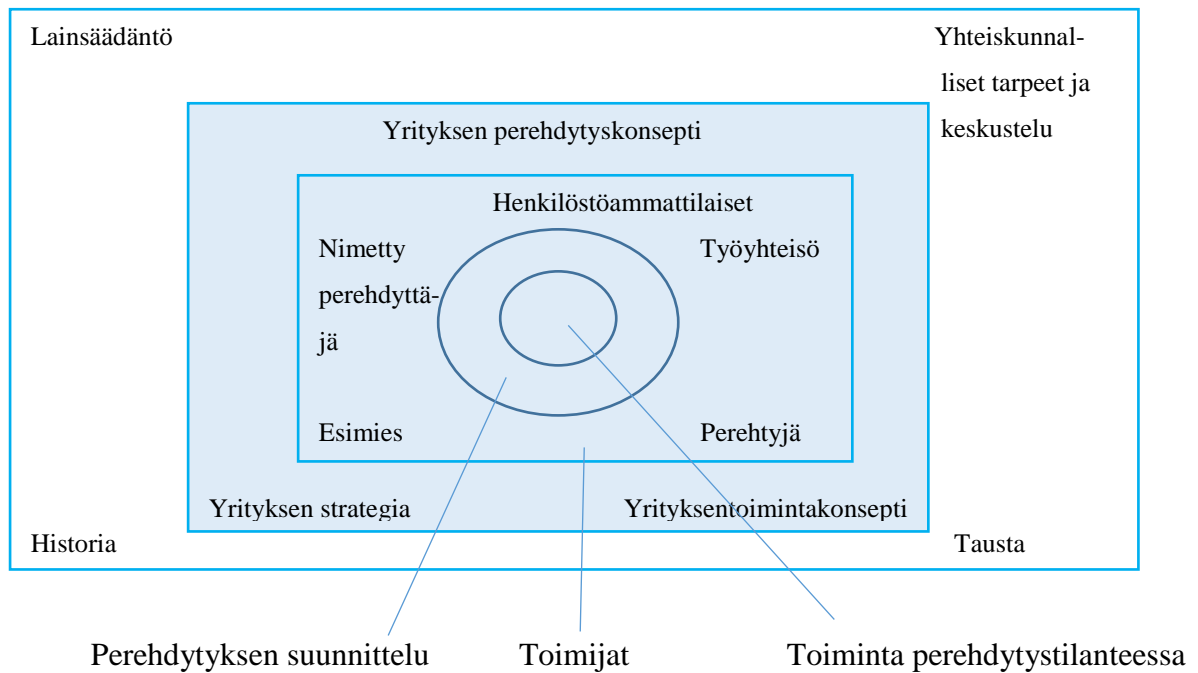 Lainsäädäntö
Yhteiskunnal-
liset tarpeet ja
keskustelu
Yrityksen perehdytyskonsepti
Henkilöstöammattilaiset
Nimetty
perehdyttä-
jä
Työyhteisö
Esimies
Perehtyjä
Yrityksen strategia
Yrityksentoimintakonsepti
Historia
Tausta
Perehdytyksen suunnittelu
Toimijat
Toiminta perehdytystilanteessa